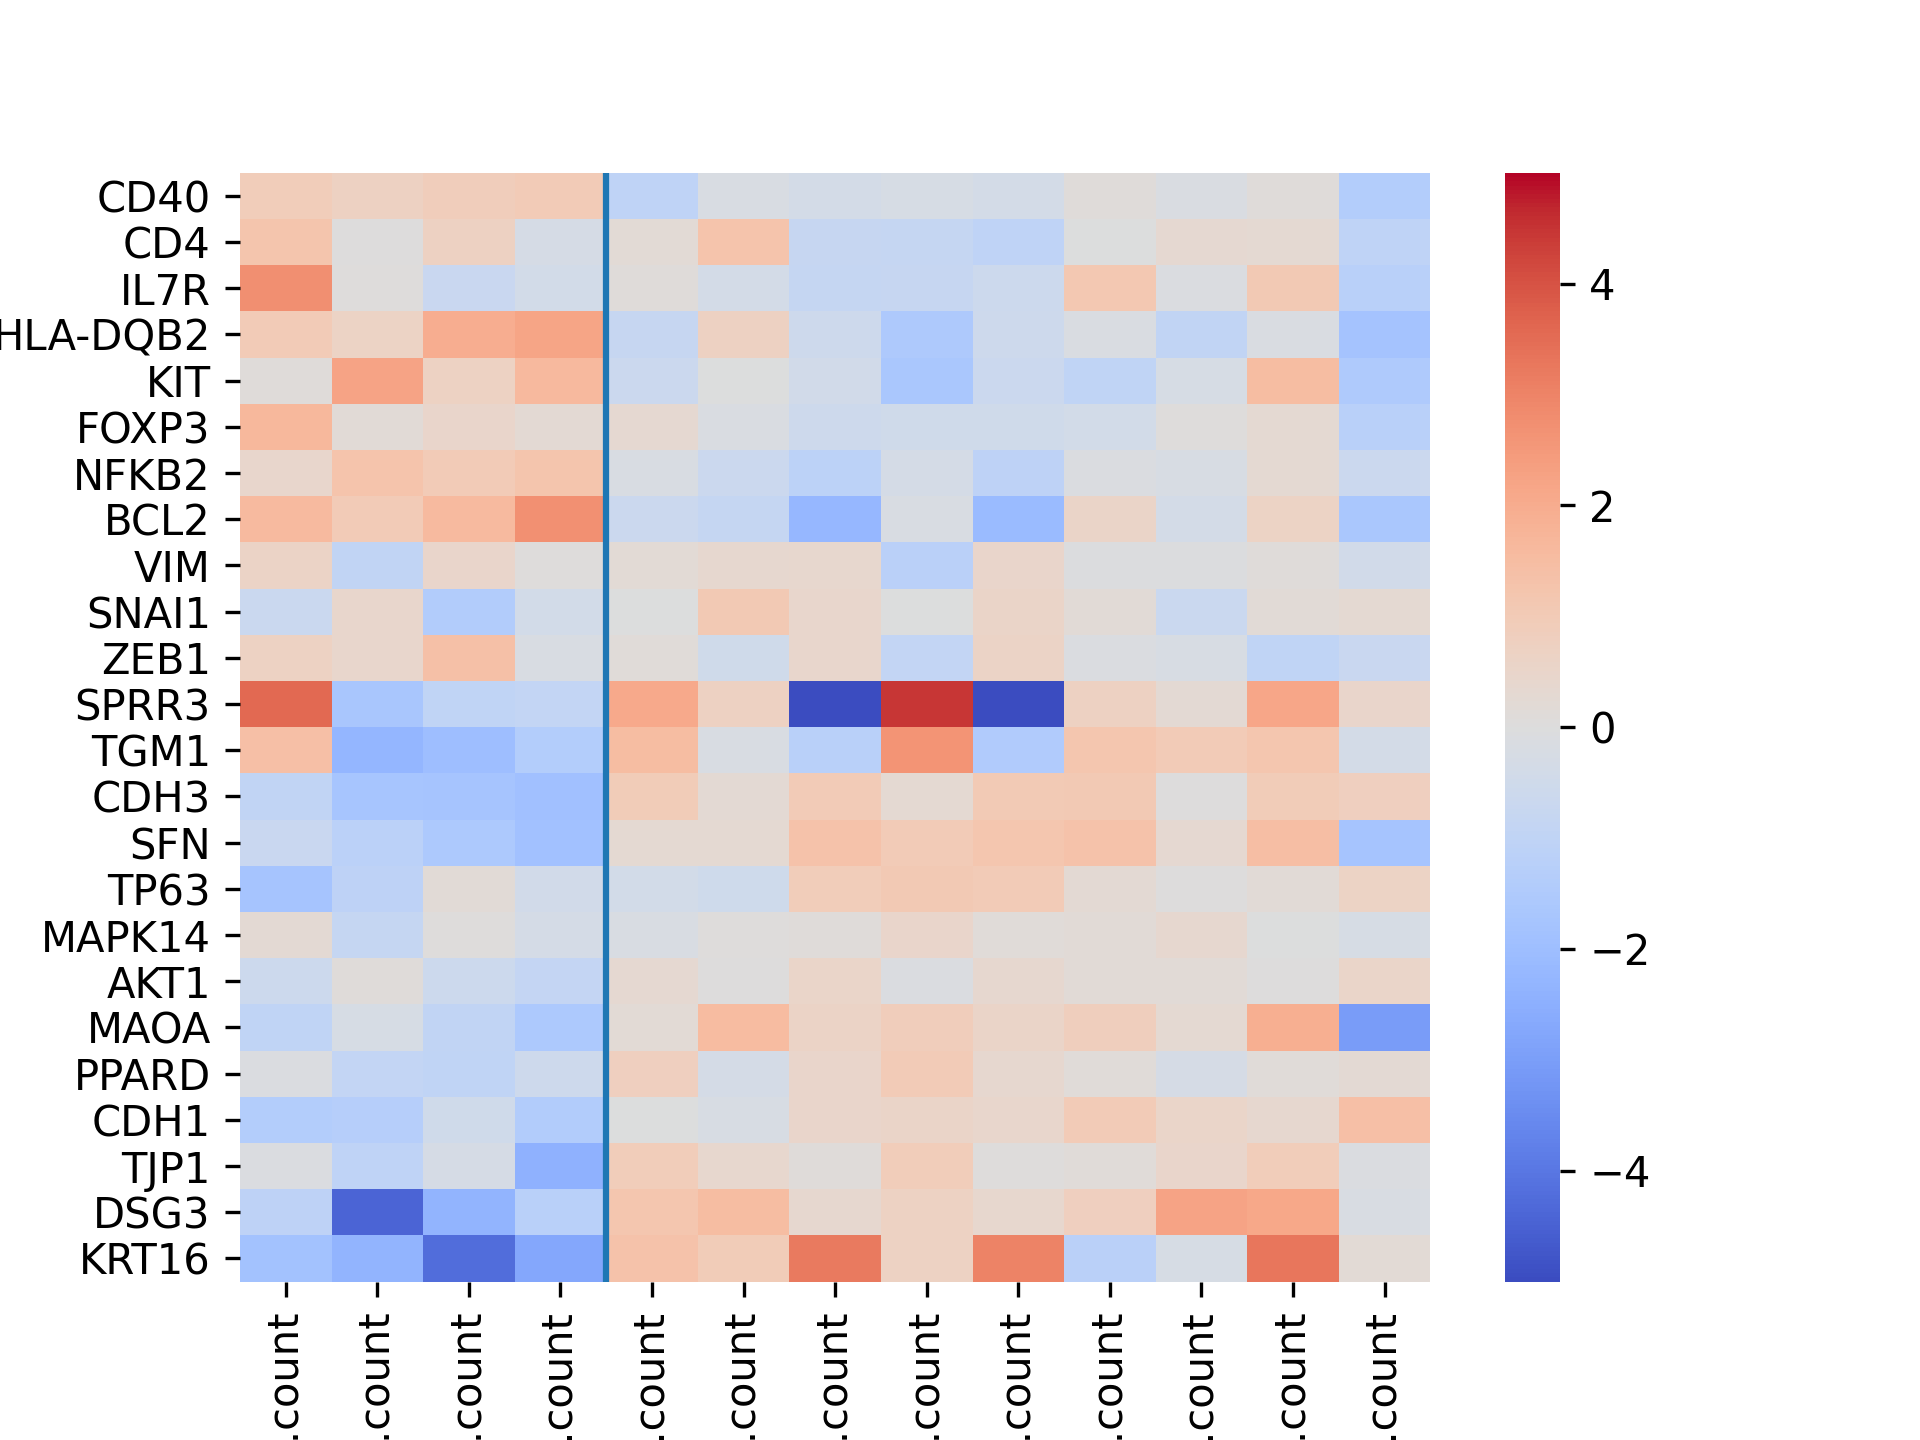 CD40
CD4
IL7R
HLA-DQB2
KIT
FOXP3
NFKB2
BCL2
VIM
SNAI1
ZEB1
SPRR3
TGM1
CDH3
SFN
TP63
MAPK14
AKT1
MAOA
PPARD
CDH1
TJP1
DSG3
KRT16
4
2
0
−2
−4
.count
.count
.count
.count
.count
.count
.count
.count
.count
.count
.count
.count
.count